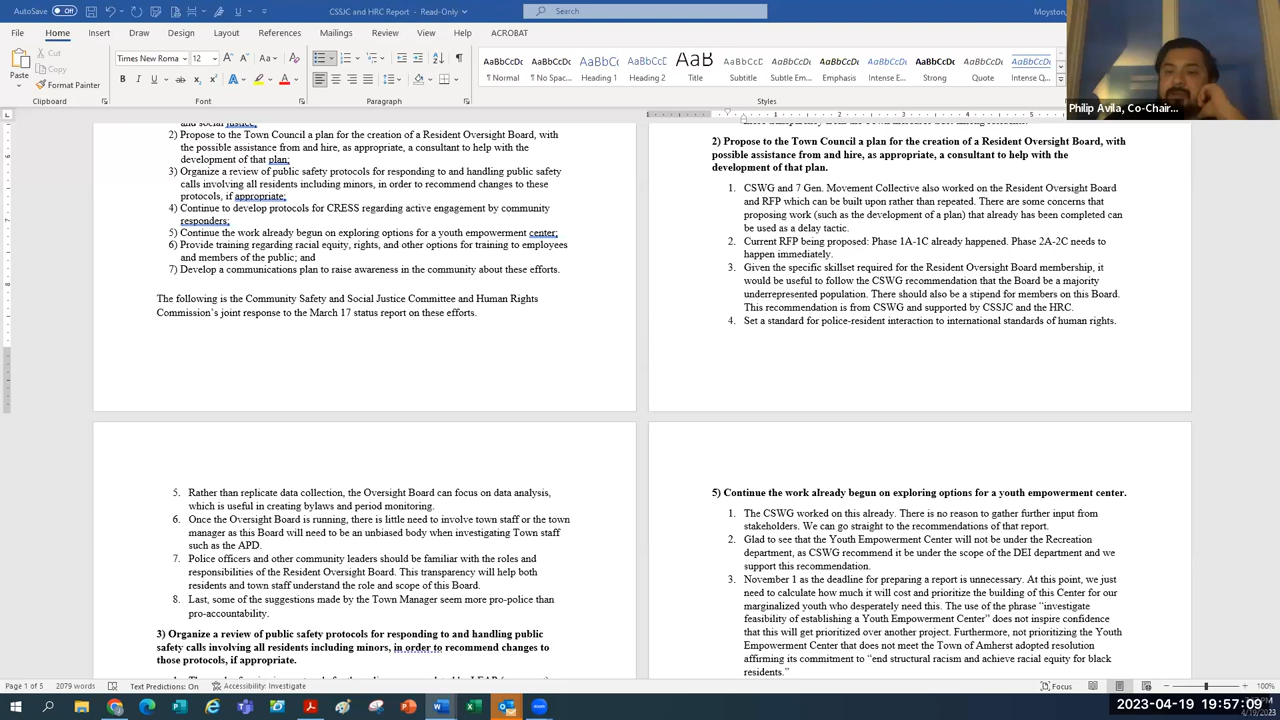 AutoSave
Off
CSSJC and HRC Report - Read-Only
Search
Moyston,
File
Home
Insert
Draw
Design
Layout
References
Mailings
Review
View
Help
ACROBAT
Paste
Cut
Copy
Format Painter
Clipboard
Times New Roma
12
Font
Paragraph
¶ Normal
¶ No Spac...
Heading 1
Heading 2
Title
Subtitle
Subtle Em...
Emphasis
Intense E...
Strong
Quote
Intense Q...
Styles
Philip Avila, Co-Chair...
and social justice;
2) Propose to the Town Council a plan for the creation of a Resident Oversight Board, with
the possible assistance from and hire, as appropriate, a consultant to help with the
development of that plan;
3) Organize a review of public safety protocols for responding to and handling public safety
calls involving all residents including minors, in order to recommend changes to these
protocols, if appropriate;
4) Continue to develop protocols for CRESS regarding active engagement by community
responders;
5) Continue the work already begun on exploring options for a youth empowerment center;
6) Provide training regarding racial equity, rights, and other options for training to employees
and members of the public; and
7) Develop a communications plan to raise awareness in the community about these efforts.
The following is the Community Safety and Social Justice Committee and Human Rights
Commission's joint response to the March 17 status report on these efforts.
2) Propose to the Town Council a plan for the creation of a Resident Oversight Board, with
possible assistance from and hire, as appropriate, a consultant to help with the
development of that plan.
1. CSWG and 7 Gen. Movement Collective also worked on the Resident Oversight Board
and RFP which can be built upon rather than repeated. There are some concerns that
proposing work (such as the development of a plan) that already has been completed can
be used as a delay tactic.
2. Current RFP being proposed: Phase 1A-1C already happened. Phase 2A-2C needs to
happen immediately.
3. Given the specific skillset required for the Resident Oversight Board membership, it
would be useful to follow the CSWG recommendation that the Board be a majority
underrepresented population. There should also be a stipend for members on this Board.
This recommendation is from CSWG and supported by CSSJC and the HRC.
4. Set a standard for police-resident interaction to international standards of human rights.
5. Rather than replicate data collection, the Oversight Board can focus on data analysis,
which is useful in creating bylaws and period monitoring.
6. Once the Oversight Board is running, there is little need to involve town staff or the town
manager as this Board will need to be an unbiased body when investigating Town staff
such as the APD.
7. Police officers and other community leaders should be familiar with the roles and
responsibilities of the Resident Oversight Board. This transparency will help both
residents and town staff understand the role and scope of this Board.
8. Last, some of the suggestions made by the Town Manager seem more pro-police than
pro-accountability.
3) Organize a review of public safety protocols for responding to and handling public
safety calls involving all residents including minors, in order to recommend changes to
those protocols, if appropriate.
5) Continue the work already begun on exploring options for a youth empowerment center.
1. The CSWG worked on this already. There is no reason to gather further input from
stakeholders. We can go straight to the recommendations of that report.
2. Glad to see that the Youth Empowerment Center will not be under the Recreation
department, as CSWG recommend it be under the scope of the DEI department and we
support this recommendation.
3. November 1 as the deadline for preparing a report is unnecessary. At this point, we just
need to calculate how much it will cost and prioritize the building of this Center for our
marginalized youth who desperately need this. The use of the phrase "investigate
feasibility of establishing a Youth Empowerment Center" does not inspire confidence
that this will get prioritized over another project. Furthermore, not prioritizing the Youth
Empowerment Center that does not meet the Town of Amherst adopted resolution
affirming its commitment to "end structural racism and achieve racial equity for black
residents."
Page 1 of 5
2079 words
Text Predictions: On
Accessibility: Investigate
Focus
100%
2023-04-19 19:57:09